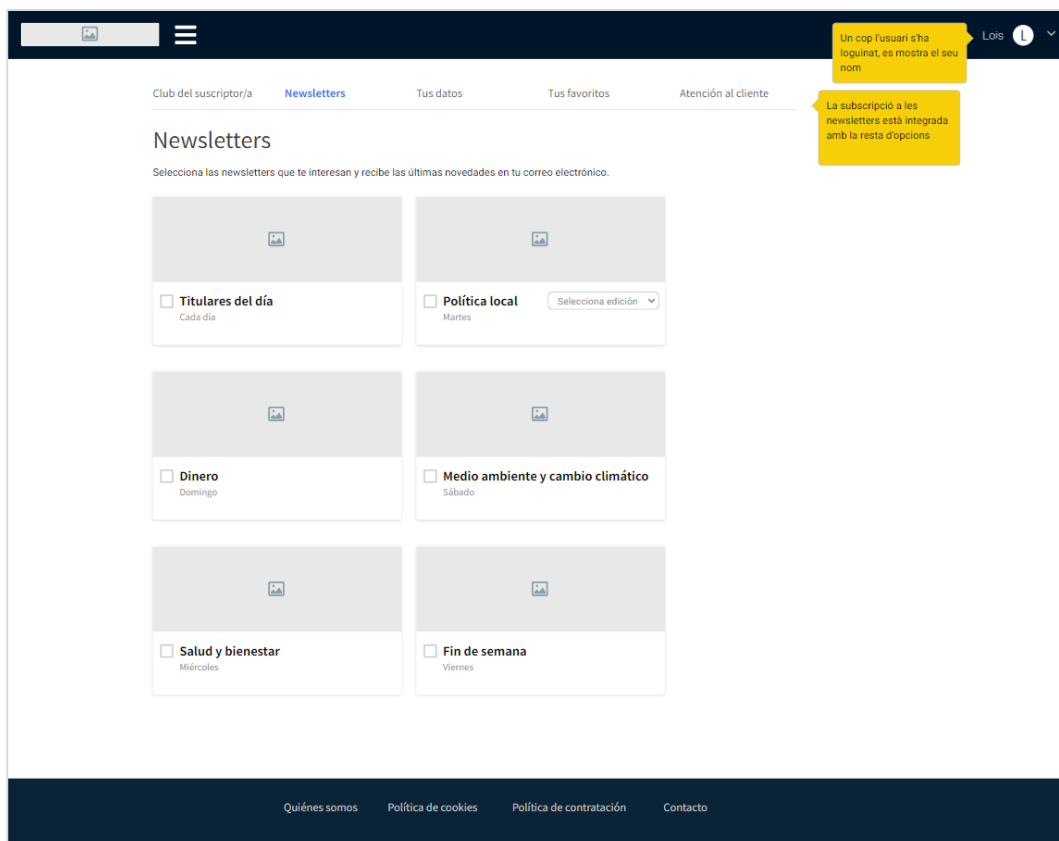 Un cop l'usuari s'ha
loguinat, es mostra el seu
nom
Lois
L
Club del suscriptor/a
Newsletters
Tus datos
Tus favoritos
Atención al cliente
La subscripció a les
newsletters està integrada
amb la resta d'opcions
Newsletters
Selecciona las newsletters que te interesan y recibe las últimas novedades en tu correo electrónico.
Titulares del día
Cada día
Política local
Selecciona edición
Martes
Dinero
Domingo
Medio ambiente y cambio climático
Sábado
Salud y bienestar
Miércoles
Fin de semana
Viernes
Quiénes somos
Política de cookies
Política de contratación
Contacto